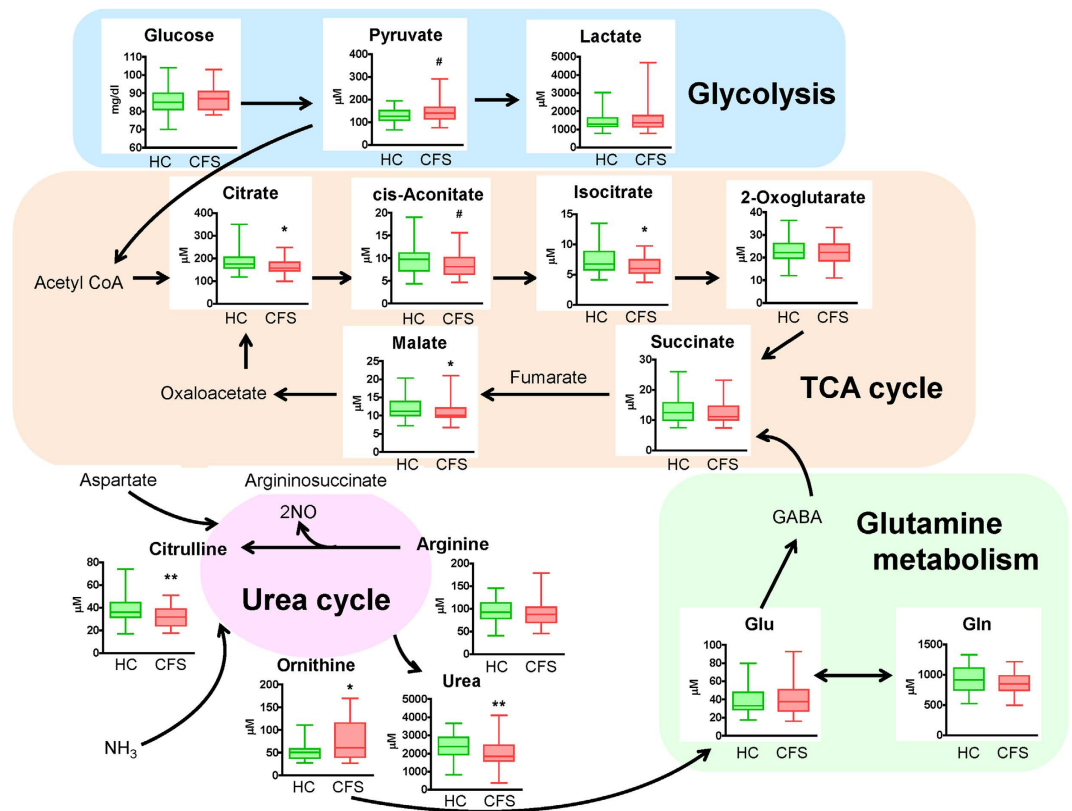 Glucose
mg/dl
110
100
90
80
70
60
HC CFS
Pyruvate
#
µM
400
300
200
100
0
HC CFS
Lactate
µM
5000
4000
3000
2000
1000
0
HC CFS
Glycolysis
Citrate
*
µM
400
300
200
100
0
HC CFS
cis-Aconitate
#
µM
20
15
10
5
0
HC CFS
Isocitrate
*
µM
15
10
5
0
HC CFS
2-Oxoglutarate
µM
40
30
20
10
0
HC CFS
Acetyl CoA
Oxaloacetate
Malate
*
µM
25
20
15
10
5
0
HC CFS
Fumarate
Succinate
µM
30
20
10
0
HC CFS
TCA cycle
Aspartate
Argininosuccinate
2NO
Citrulline
**
µM
80
60
40
20
0
HC CFS
Arginine
µM
200
150
100
50
0
HC CFS
Urea cycle
NH3
Ornithine
*
µM
200
150
100
50
0
HC CFS
Urea
**
µM
5000
4000
3000
2000
1000
0
HC CFS
GABA
Glutamine
metabolism
Glu
µM
100
80
60
40
20
0
HC CFS
Gln
µM
1500
1000
500
0
HC CFS